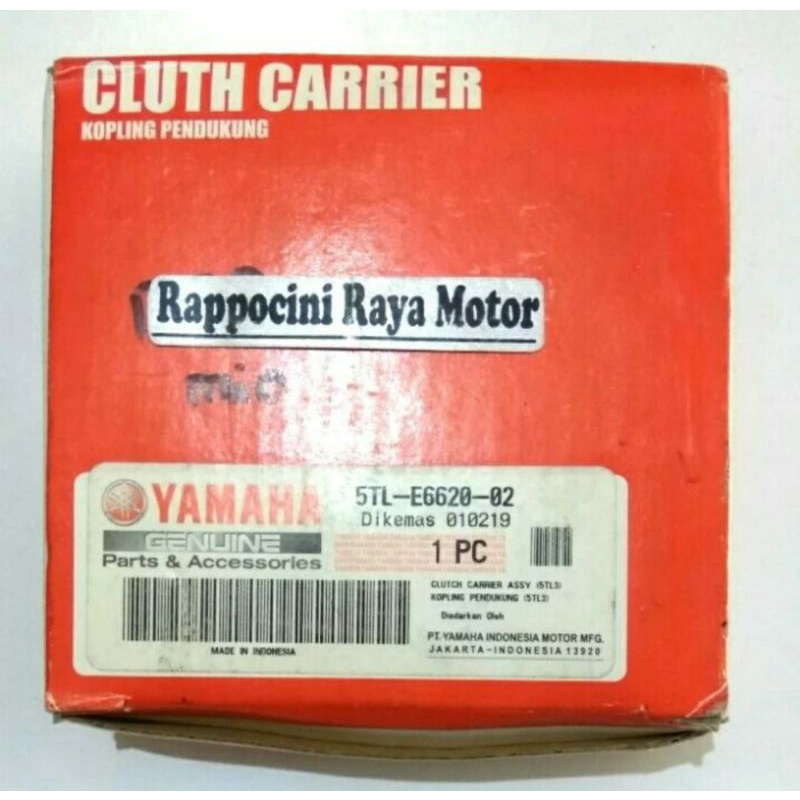 CLUTH CARRIER
KOPLING PENDUKUNG
Rappocini Raya Motor
mio
YAMAHA
GENUINE
Parts & Accessories
5TL-E6620-02
Dikemas 010219
1 PC
CLUTCH CARRIER ASSY (5TL3)
KOPLING PENDUKUNG (5TL3)
Diedarkan Oleh
PT. YAMAHA INDONESIA MOTOR MFG.
JAKARTA-INDONESIA 13920
MADE IN INDONESIA